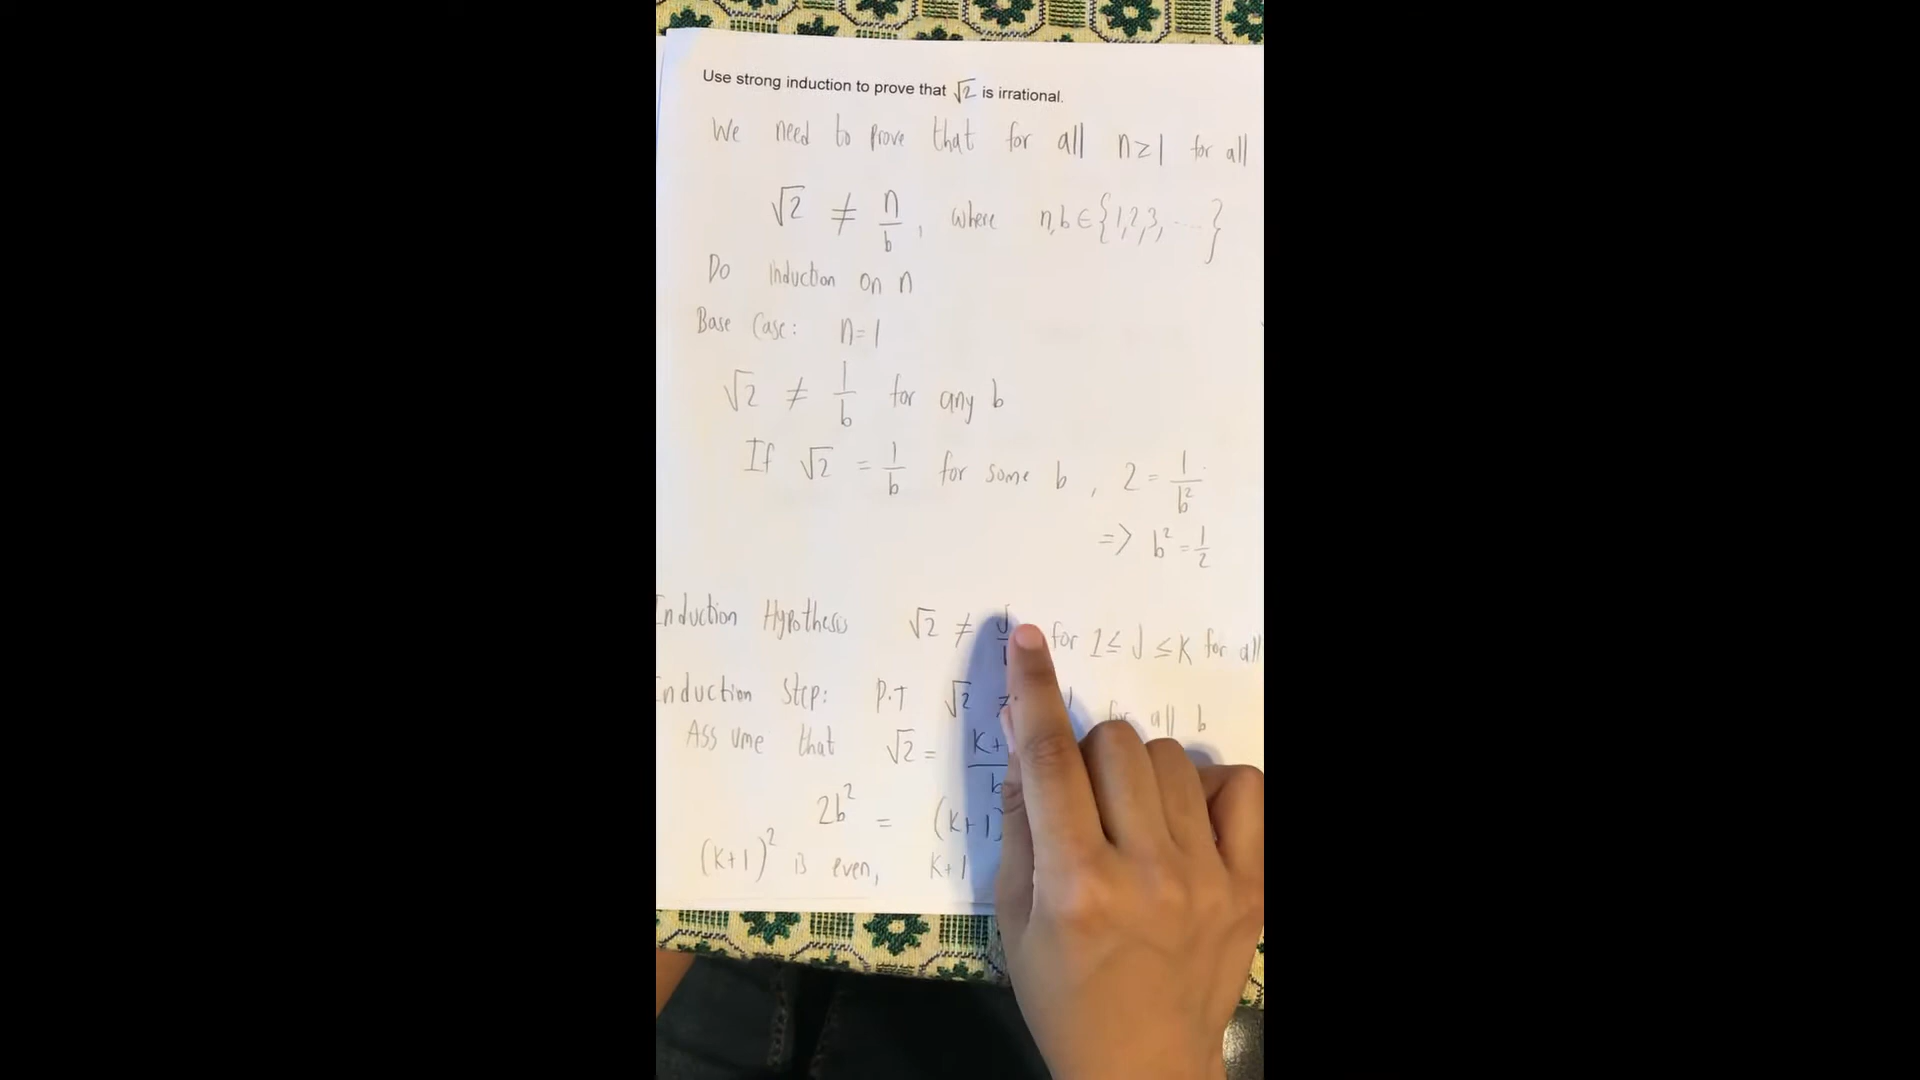 Use strong induction to prove that √2 is irrational.
We need to prove that for all n≥1 for all
√2 ≠ n/b, where n,b ∈ {1,2,3, ....}
Do induction on n
Base Case: n=1
√2 ≠ 1/b for any b
If √2 = 1/b for some b, 2 = 1/b²
=> b² = 1/2
Induction Hypothesis √2 ≠ J/ for 1≤ J ≤K for all
Induction Step: P.T √2 ≠ for all b
Assume that √2 = K+/b
2b² = (K+1)
(K+1)² is even, K+1